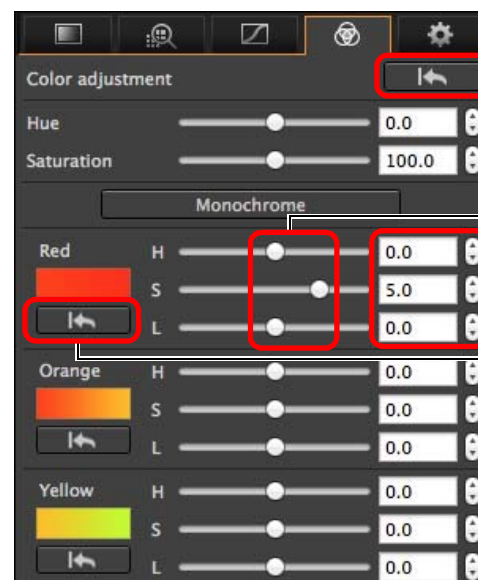 Color adjustment
Hue 0.0
Saturation 100.0
Monochrome
Red H 0.0
S 5.0
L 0.0
Orange H 0.0
S 0.0
L 0.0
Yellow H 0.0
S 0.0
L 0.0